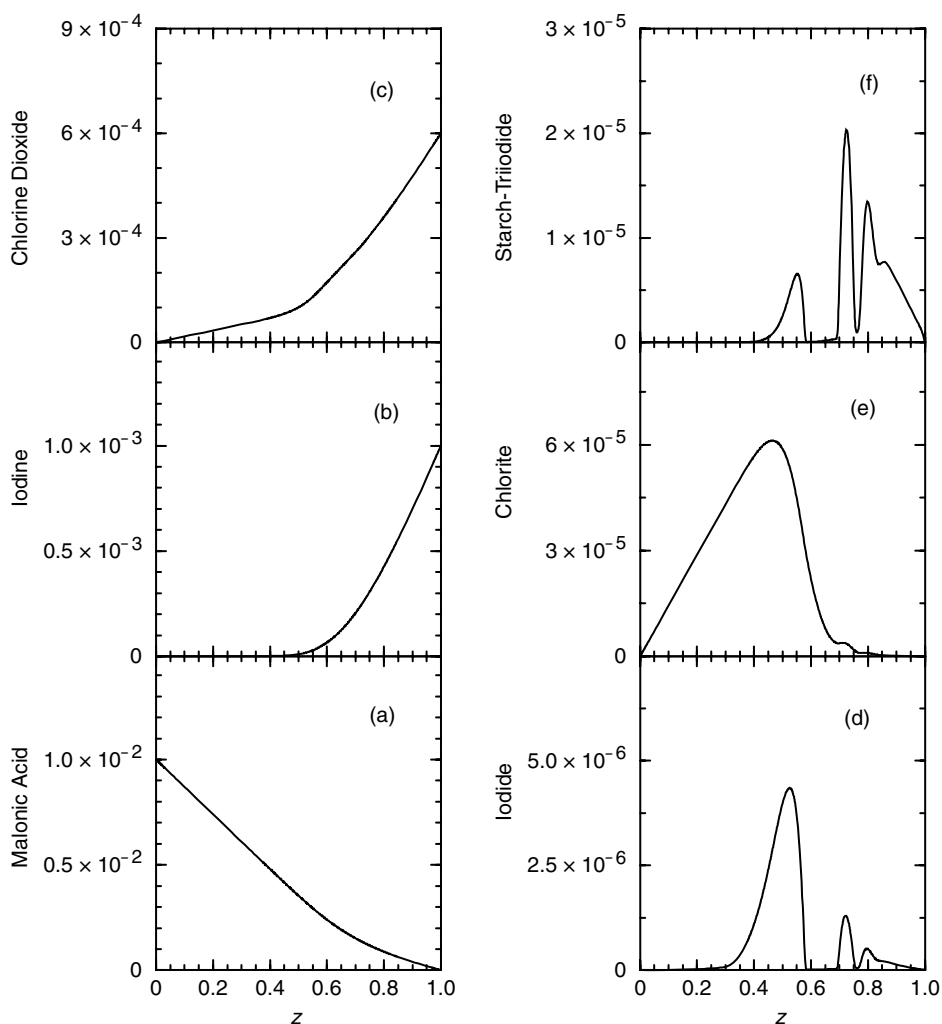 9 × 10⁻⁴
6 × 10⁻⁴
3 × 10⁻⁴
0
Chlorine Dioxide
(c)
1.0 × 10⁻³
0.5 × 10⁻³
0
Iodine
(b)
1.0 × 10⁻²
0.5 × 10⁻²
0
Malonic Acid
(a)
0 0.2 0.4 0.6 0.8 1.0
z
3 × 10⁻⁵
2 × 10⁻⁵
1 × 10⁻⁵
0
Starch-Triiodide
(f)
6 × 10⁻⁵
3 × 10⁻⁵
0
Chlorite
(e)
5.0 × 10⁻⁶
2.5 × 10⁻⁶
0
Iodide
(d)
0 0.2 0.4 0.6 0.8 1.0
z